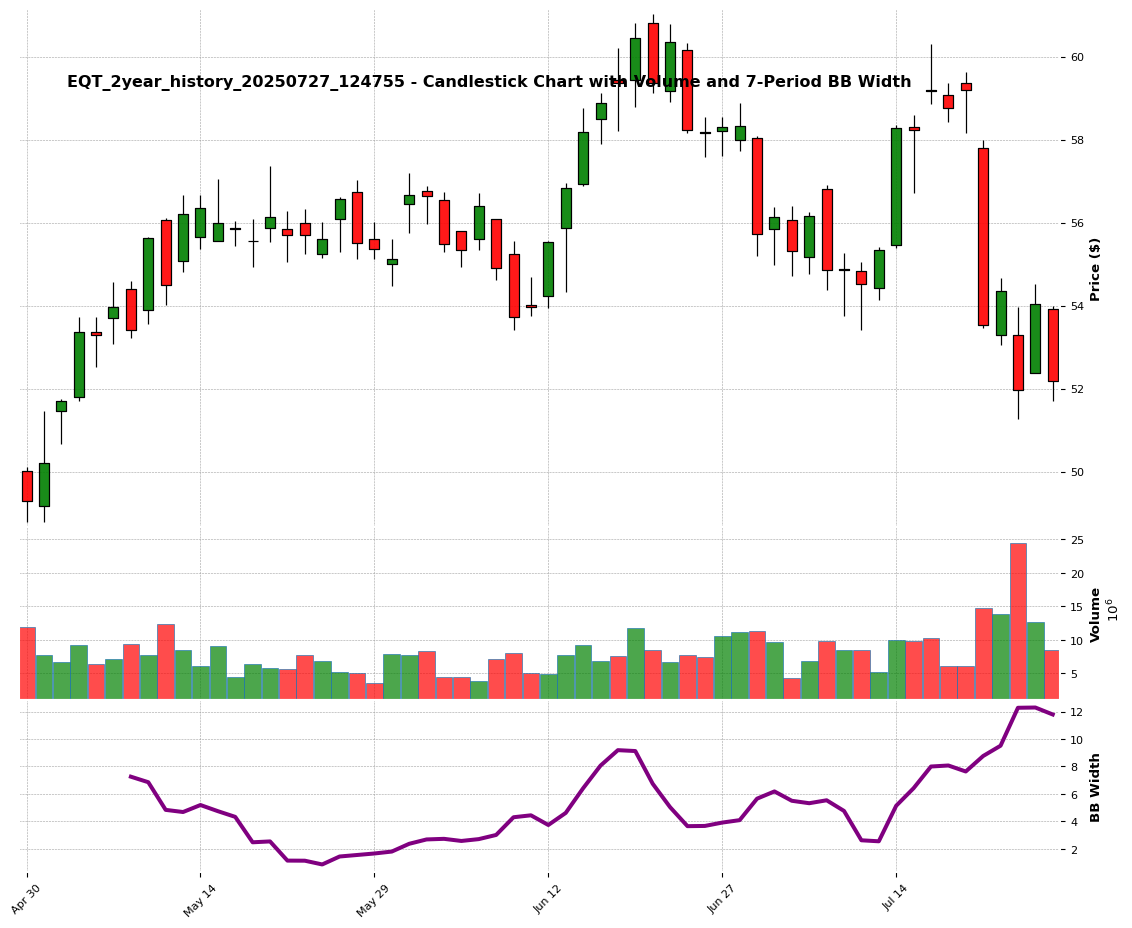 EQT_2year_history_20250727_124755 - Candlestick Chart with Volume and 7-Period BB Width
60
58
56
54
52
50
Price ($)
25
20
15
10
5
Volume
10^6
12
10
8
6
4
2
BB Width
Apr 30
May 14
May 29
Jun 12
Jun 27
Jul 14